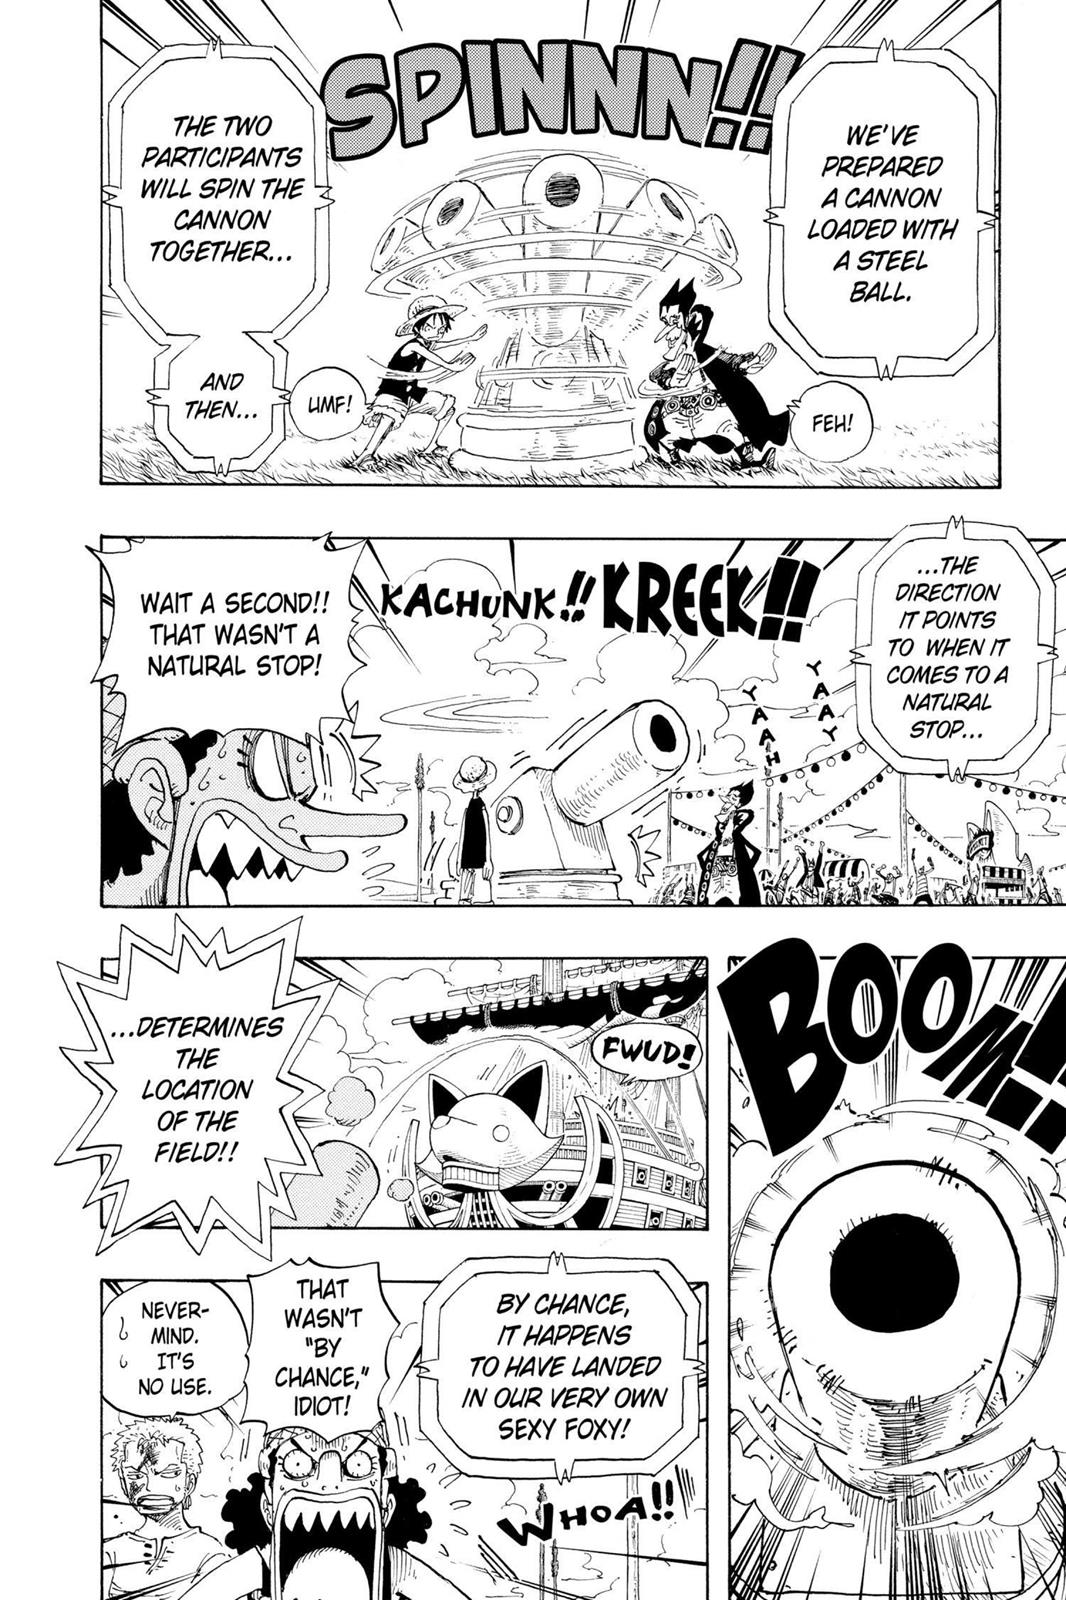 SPINNN!!
WE'VE
PREPARED
A CANNON
LOADED WITH
A STEEL
BALL.
THE TWO
PARTICIPANTS
WILL SPIN THE
CANNON
TOGETHER...
AND
THEN...
UMF!
FEH!
...THE
DIRECTION
IT POINTS
TO WHEN IT
COMES TO A
NATURAL
STOP...
YAAAY
YAAAH
KREEK!!
KACHUNK!!
WAIT A SECOND!!
THAT WASN'T A
NATURAL STOP!
BOOM!!
FWUD!
...DETERMINES
THE
LOCATION
OF THE
FIELD!!
BY CHANCE,
IT HAPPENS
TO HAVE LANDED
IN OUR VERY OWN
SEXY FOXY!
WHOA!!
THAT
WASN'T
"BY
CHANCE,"
IDIOT!
NEVER-
MIND.
IT'S
NO USE.